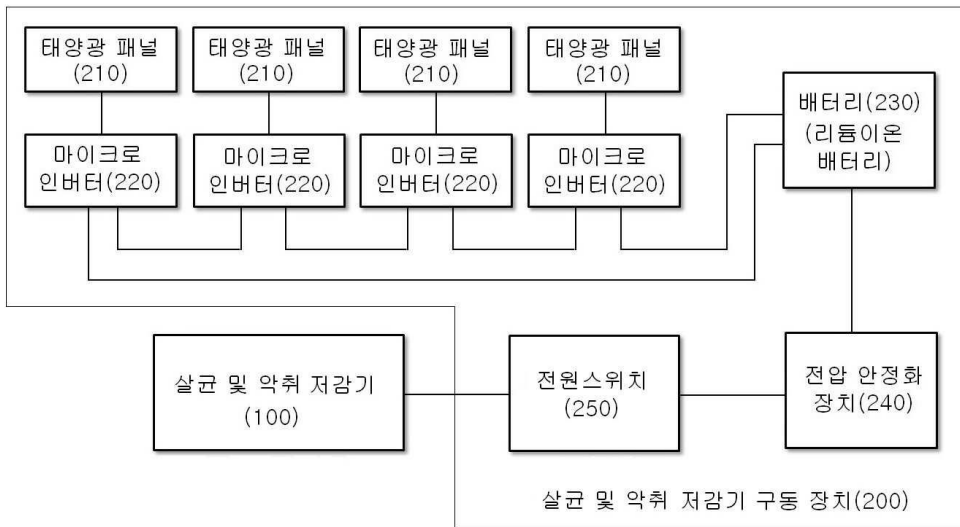 태양광 패널
(210)
태양광 패널
(210)
태양광 패널
(210)
태양광 패널
(210)
마이크로
인버터(220)
마이크로
인버터(220)
마이크로
인버터(220)
마이크로
인버터(220)
배터리(230)
(리튬이온
배터리)
살균 및 악취 저감기
(100)
전원스위치
(250)
전압 안정화
장치(240)
살균 및 악취 저감기 구동 장치(200)